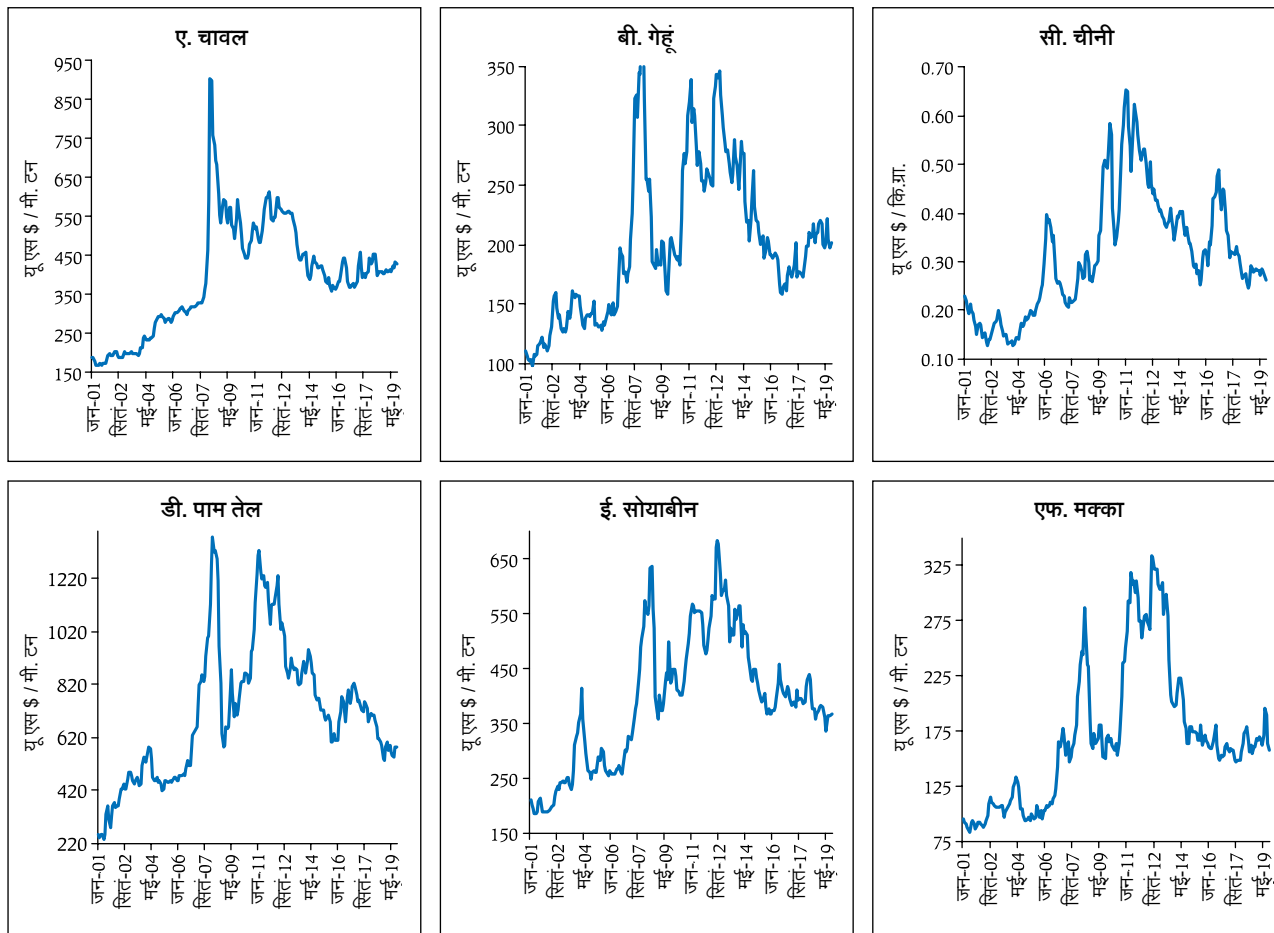 ए. चावल
यू एस $ / मी. टन
950
850
750
650
550
450
350
250
150
जन-01
सितं-02
मई-04
जन-06
सितं-07
मई-09
जन-11
सितं-12
मई-14
जन-16
सितं-17
मई-19
बी. गेहूं
यू एस $ / मी. टन
350
300
250
200
150
100
जन-01
सितं-02
मई-04
जन-06
सितं-07
मई-09
जन-11
सितं-12
मई-14
जन-16
सितं-17
मई-19
सी. चीनी
यू एस $ / कि.ग्रा.
0.70
0.60
0.50
0.40
0.30
0.20
0.10
जन-01
सितं-02
मई-04
जन-06
सितं-07
मई-09
जन-11
सितं-12
मई-14
जन-16
सितं-17
मई-19
डी. पाम तेल
यू एस $ / मी. टन
1220
1020
820
620
420
220
जन-01
सितं-02
मई-04
जन-06
सितं-07
मई-09
जन-11
सितं-12
मई-14
जन-16
सितं-17
मई-19
ई. सोयाबीन
यू एस $ / मी. टन
650
550
450
350
250
150
जन-01
सितं-02
मई-04
जन-06
सितं-07
मई-09
जन-11
सितं-12
मई-14
जन-16
सितं-17
मई-19
एफ. मक्का
यू एस $ / मी. टन
325
275
225
175
125
75
जन-01
सितं-02
मई-04
जन-06
सितं-07
मई-09
जन-11
सितं-12
मई-14
जन-16
सितं-17
मई-19